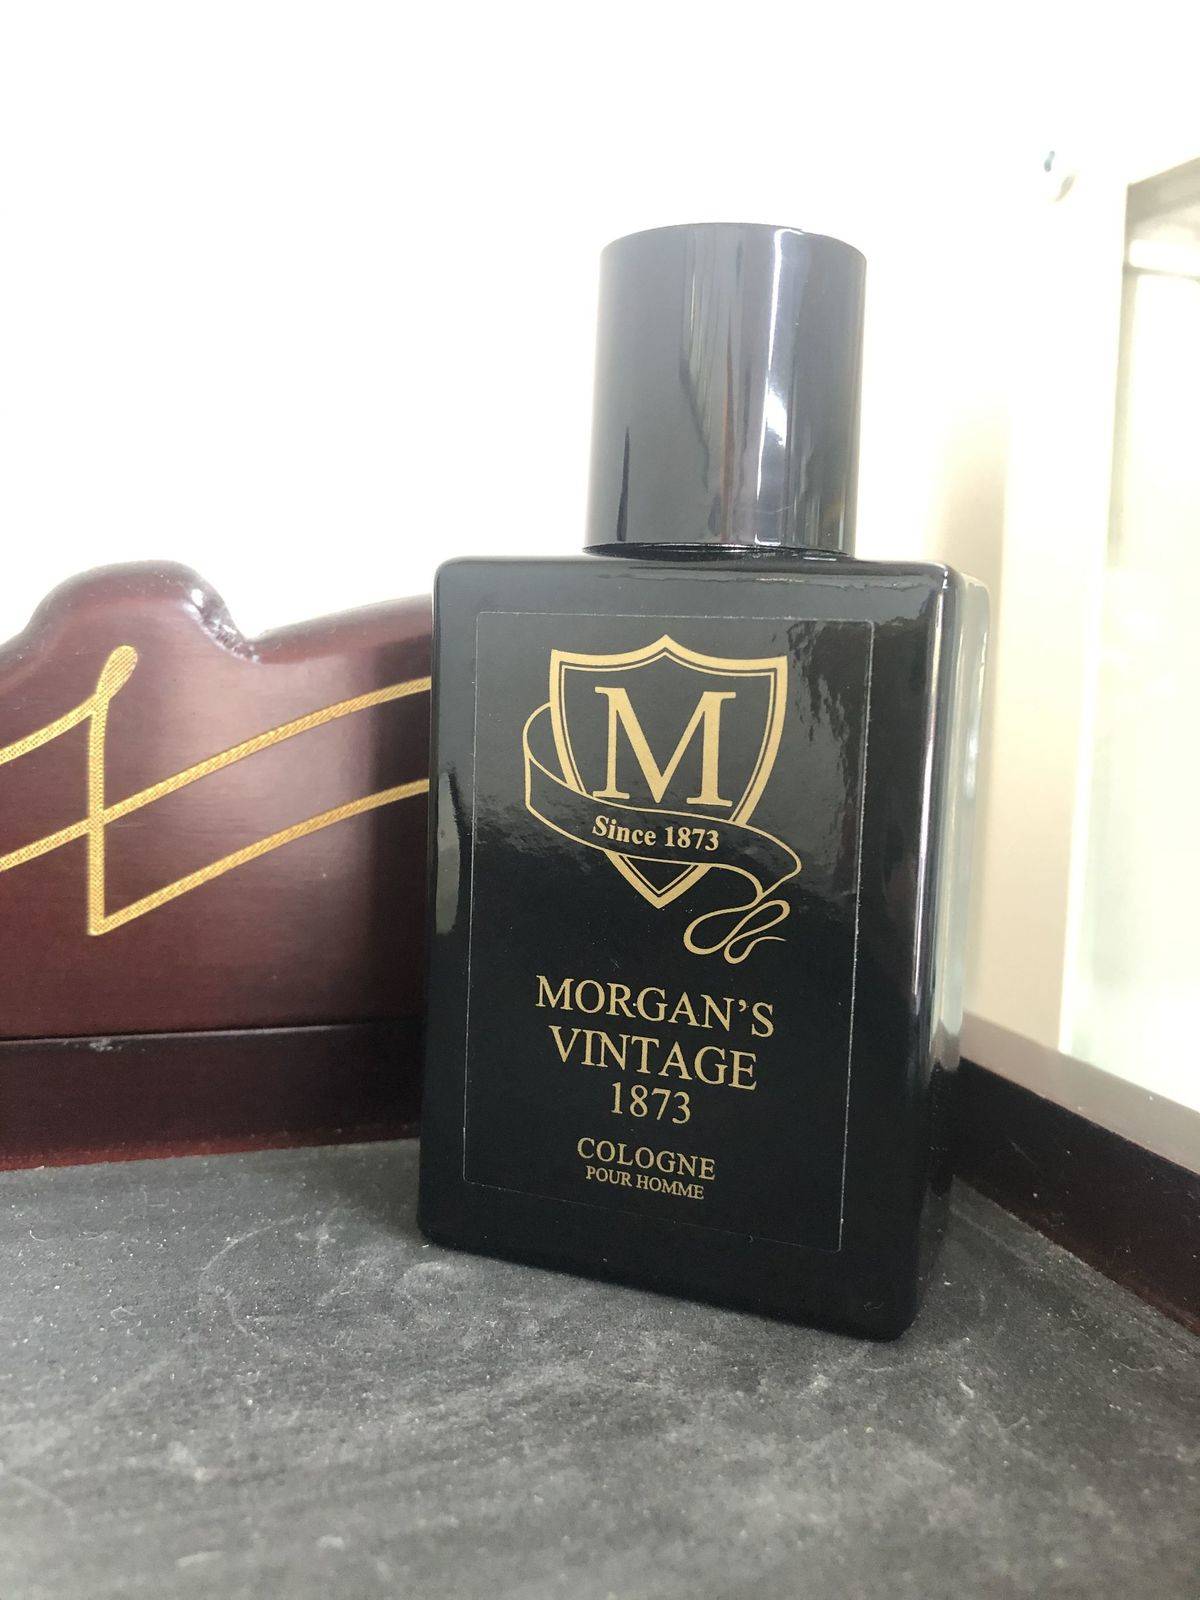 M
Since 1873
MORGAN'S
VINTAGE
1873
COLOGNE
POUR HOMME